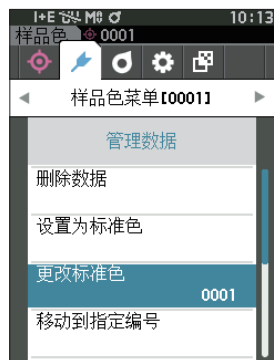 I+E M0 10:13
样品色 0001
样品色菜单[0001]
管理数据
删除数据
设置为标准色
更改标准色
0001
移动到指定编号